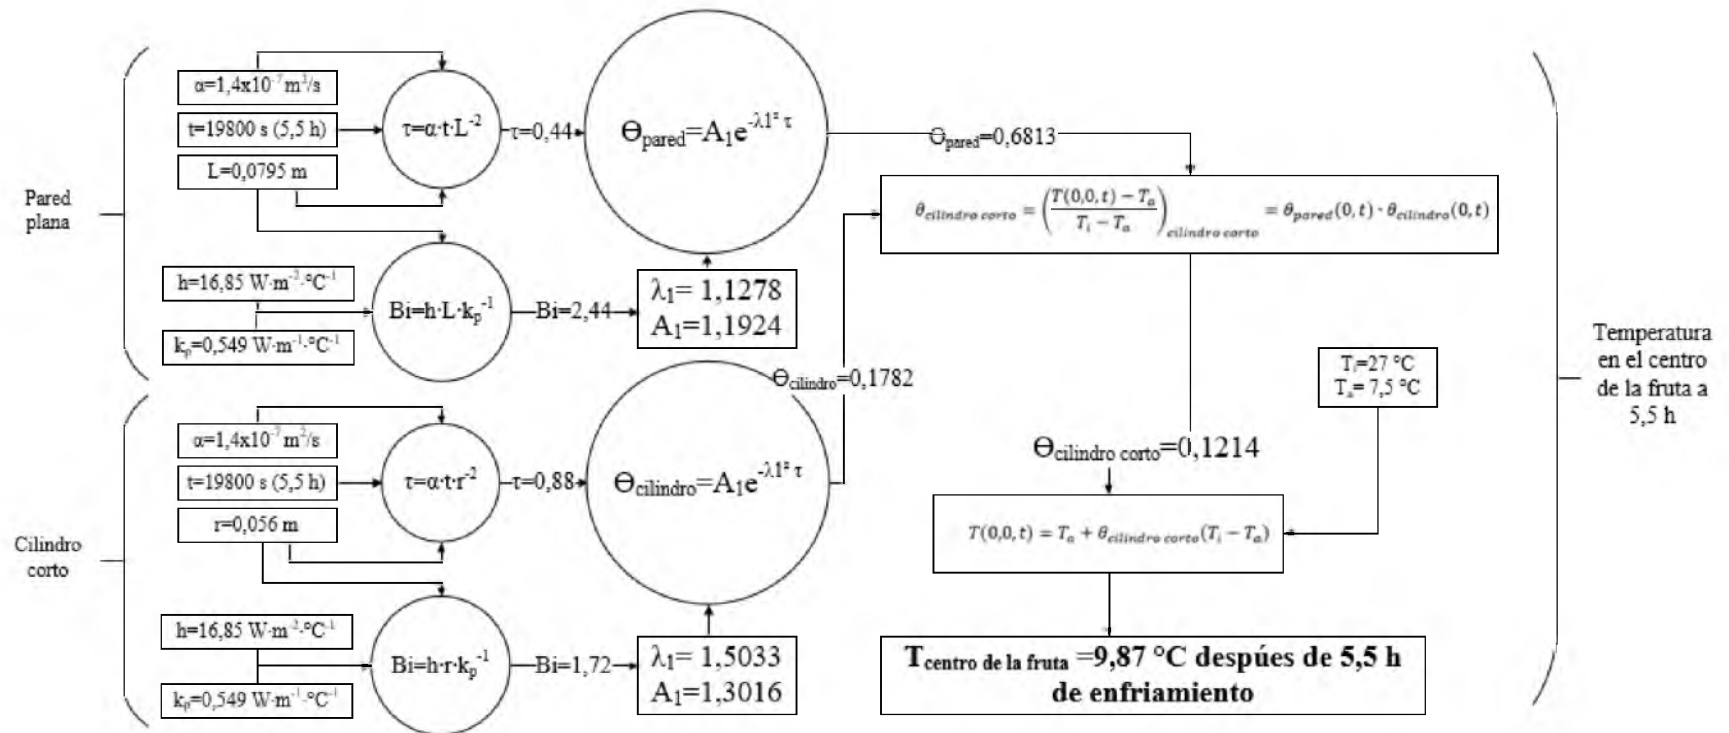 Pared
plana
α=1,4x10⁻⁷ m²/s
t=19800 s (5,5 h)
L=0,0795 m
τ=α·t·L⁻²
τ=0,44
ϴpared=A₁e^(-λ1² τ)
ϴpared=0,6813
θcilindro corto = (T(0,0,t) − Ta / Ti − Ta)cilindro corto = θpared(0,t) · θcilindro(0,t)
h=16,85 W·m⁻²·°C⁻¹
kp=0,549 W·m⁻¹·°C⁻¹
Bi=h·L·kp⁻¹
Bi=2,44
λ₁= 1,1278
A₁=1,1924
Cilindro
corto
α=1,4x10⁻⁷ m²/s
t=19800 s (5,5 h)
r=0,056 m
τ=α·t·r⁻²
τ=0,88
ϴcilindro=A₁e^(-λ1² τ)
ϴcilindro=0,1782
h=16,85 W·m⁻²·°C⁻¹
kp=0,549 W·m⁻¹·°C⁻¹
Bi=h·r·kp⁻¹
Bi=1,72
λ₁= 1,5033
A₁=1,3016
ϴcilindro corto=0,1214
Ti=27 °C
Ta= 7,5 °C
T(0,0,t) = Ta + θcilindro corto(Ti − Ta)
Tcentro de la fruta =9,87 °C despúes de 5,5 h
de enfriamiento
Temperatura
en el centro
de la fruta a
5,5 h